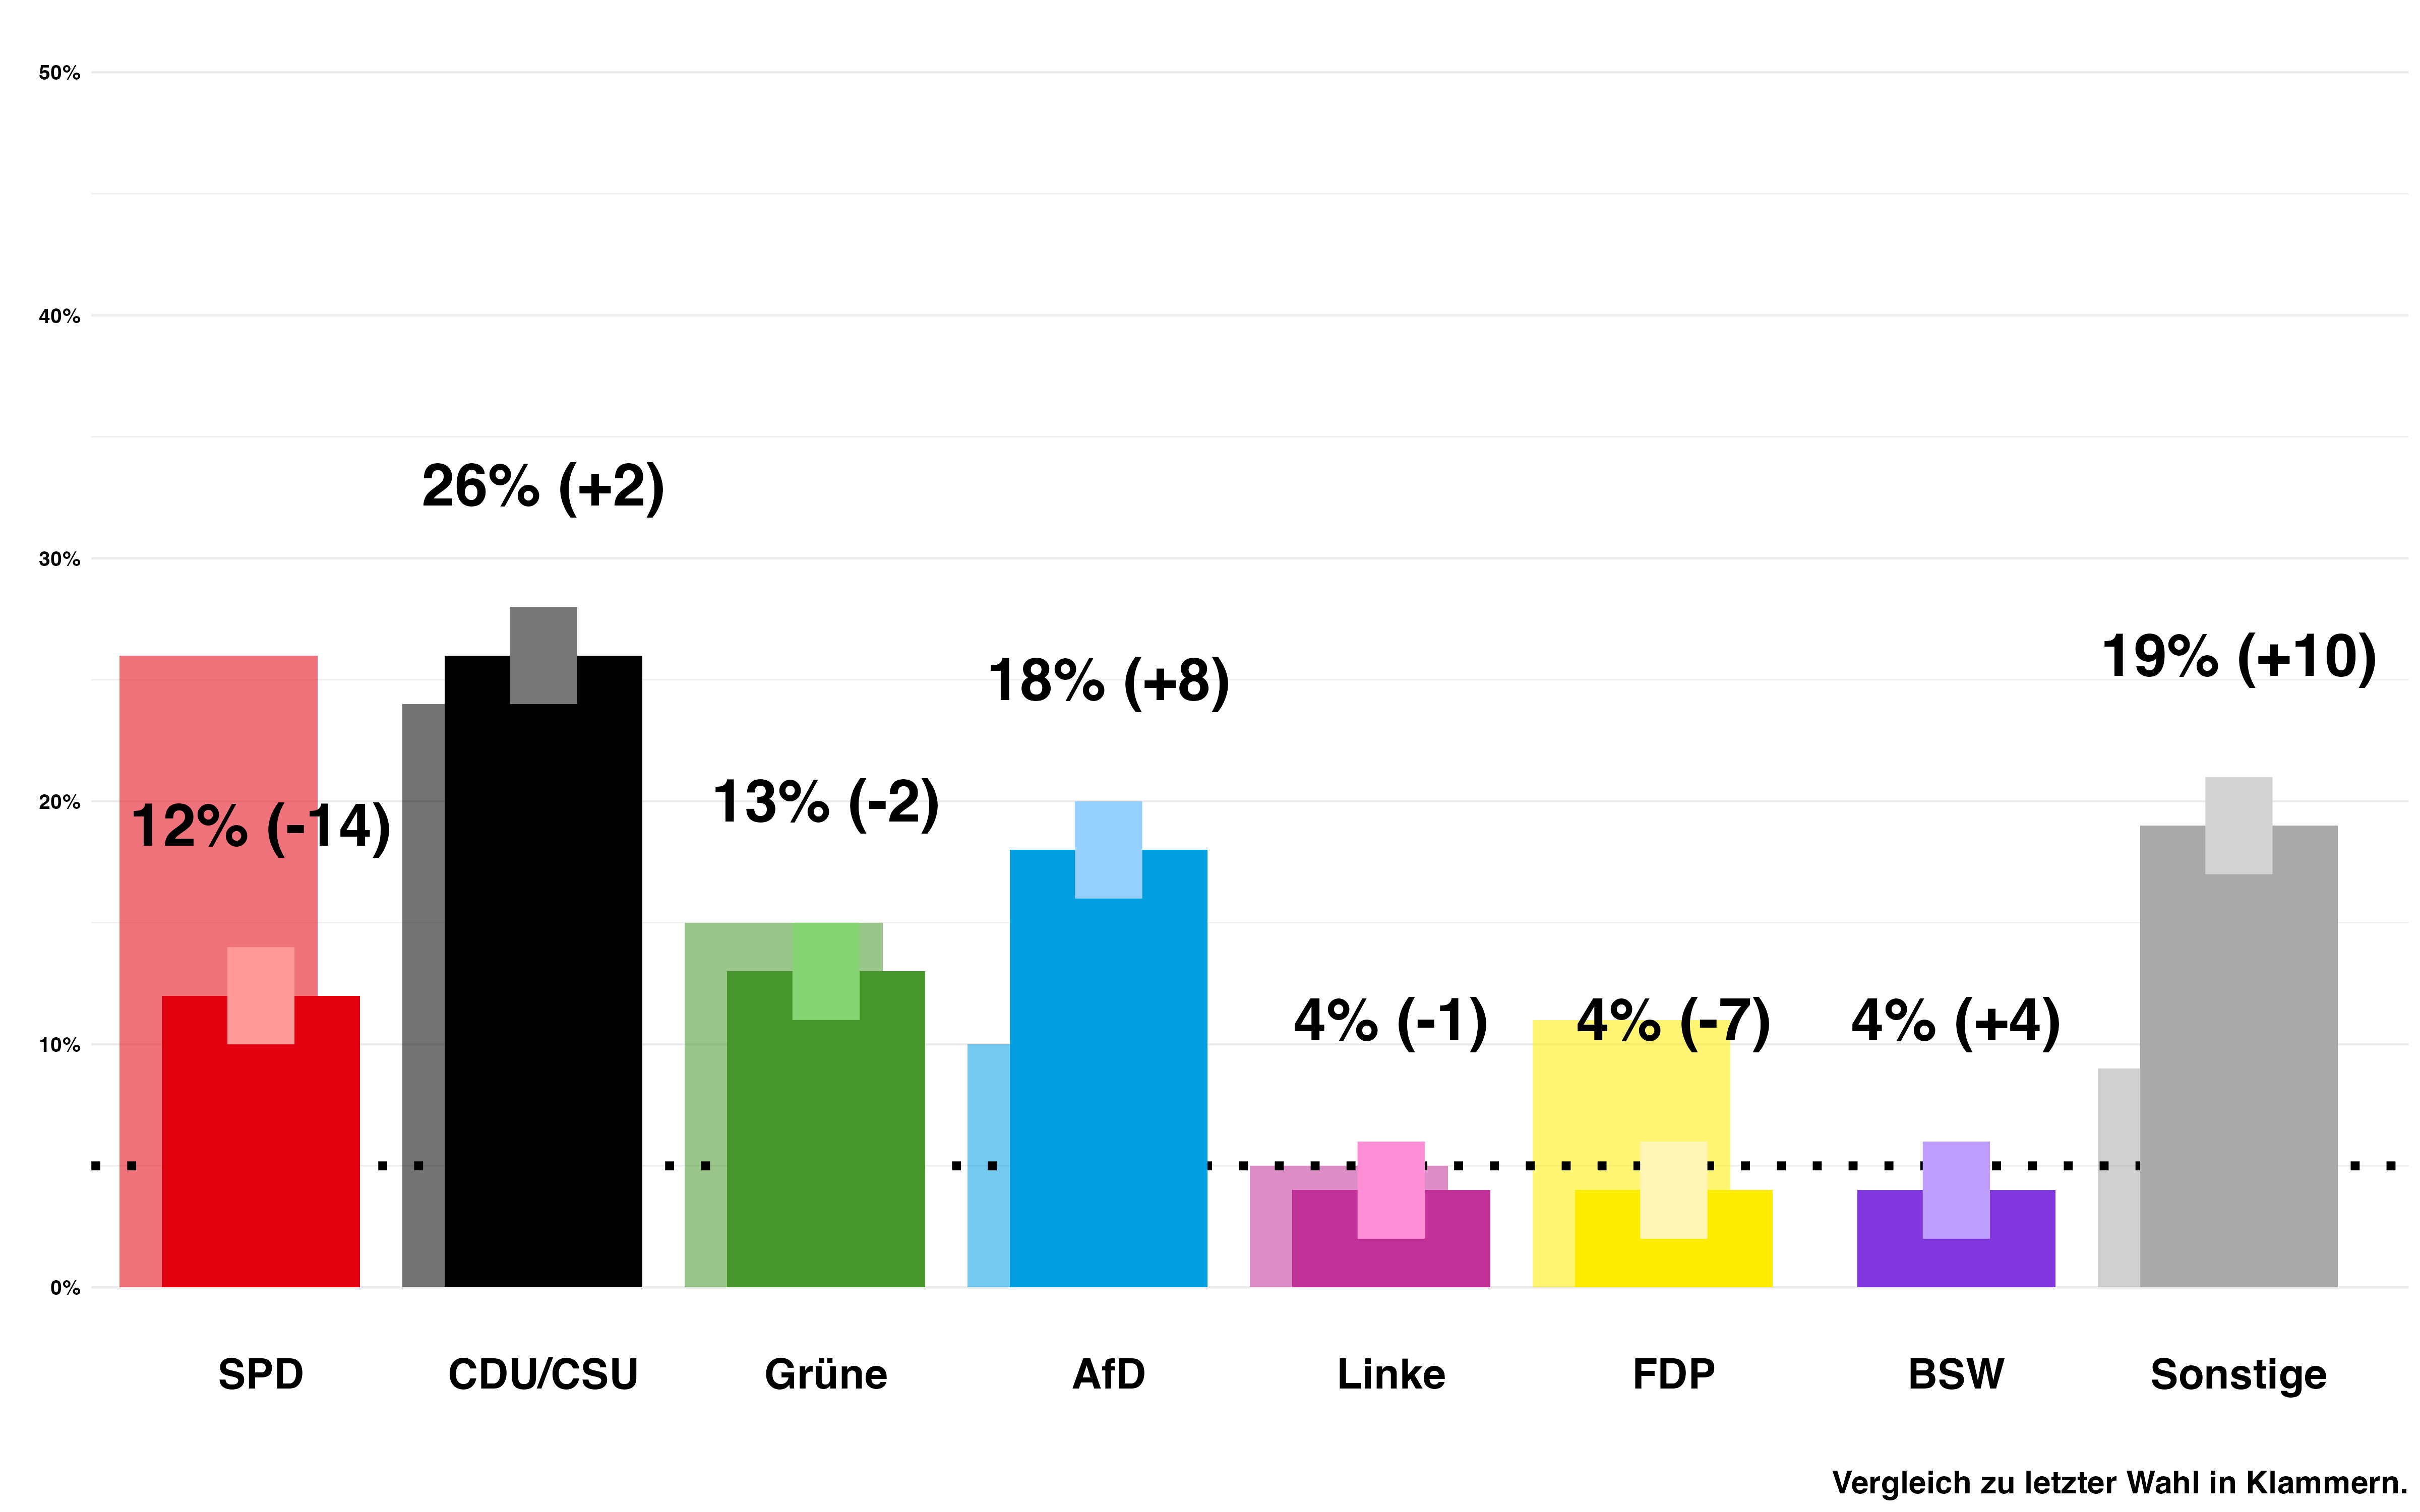 50%
40%
30%
20%
10%
0%
12% (-14)
26% (+2)
13% (-2)
18% (+8)
4% (-1)
4% (-7)
4% (+4)
19% (+10)
SPD
CDU/CSU
Grüne
AfD
Linke
FDP
BSW
Sonstige
Vergleich zu letzter Wahl in Klammern.